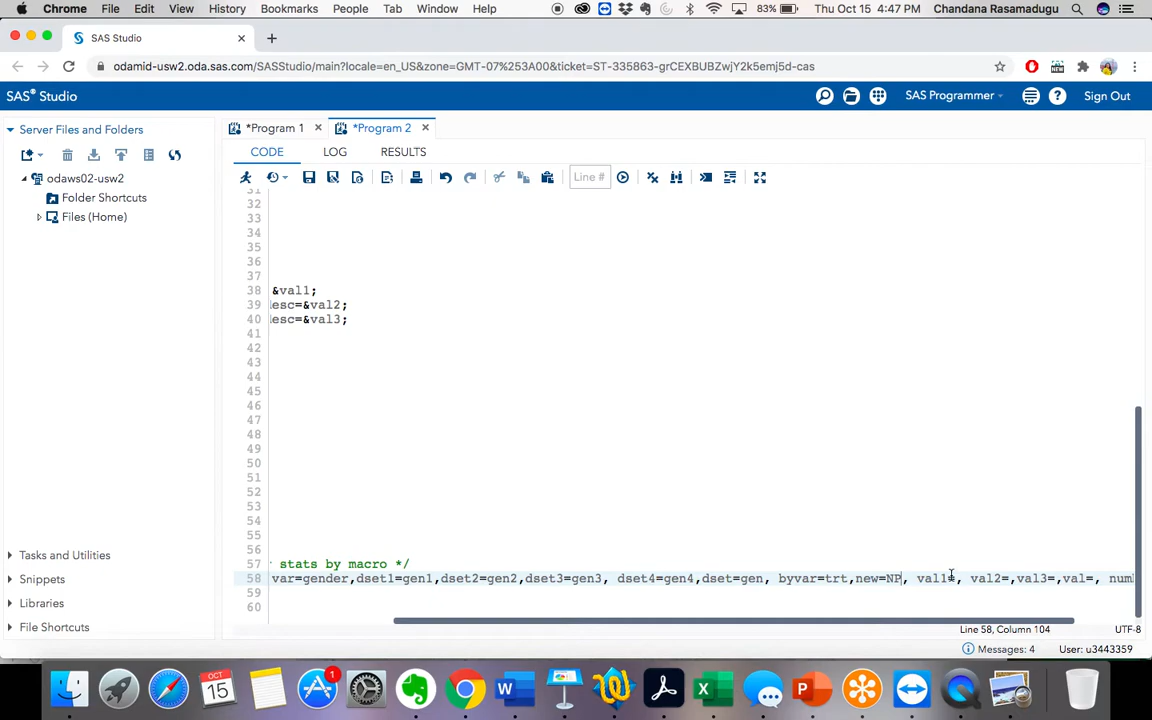 Chrome File Edit View History Bookmarks People Tab Window Help 83% Thu Oct 15 4:47 PM Chandana Rasamadugu
SAS Studio
odamid-usw2.oda.sas.com/SASStudio/main?locale=en_US&zone=GMT-07%253A00&ticket=ST-335863-grCEXBUBZwjY2k5emj5d-cas
SAS® Studio SAS Programmer Sign Out
Server Files and Folders
*Program 1 *Program 2
CODE LOG RESULTS
Line #
odaws02-usw2
Folder Shortcuts
Files (Home)
31
32
33
34
35
36
37
38 &val1;
39 desc=&val2;
40 desc=&val3;
41
42
43
44
45
46
47
48
49
50
51
52
53
54
55
56
57 stats by macro */
58 var=gender,dset1=gen1,dset2=gen2,dset3=gen3, dset4=gen4,dset=gen, byvar=trt,new=NP, val1=, val2=,val3=,val=, num
59
60
Tasks and Utilities
Snippets
Libraries
File Shortcuts
Line 58, Column 104
UTF-8
Messages: 4 User: u3443359
OCT
15
1